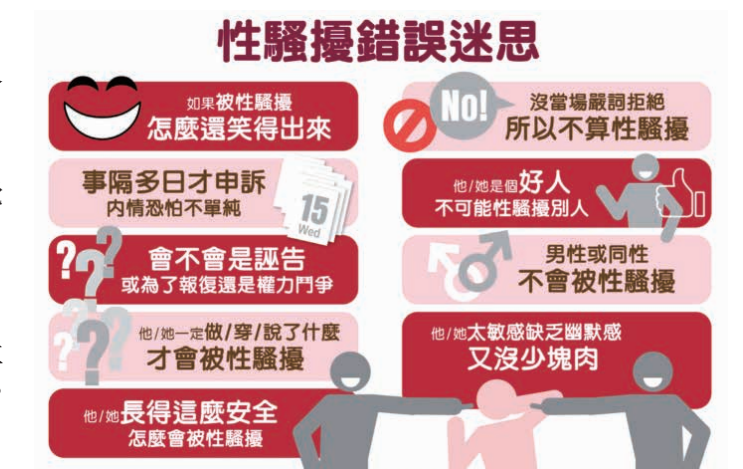 性騷擾錯誤迷思
如果被性騷擾
怎麼還笑得出來
事隔多日才申訴
內情恐怕不單純
15
Wed
會不會是誣告
或為了報復還是權力鬥爭
他/她一定做/穿/說了什麼
才會被性騷擾
他/她長得這麼安全
怎麼會被性騷擾
No!
沒當場嚴詞拒絕
所以不算性騷擾
他/她是個好人
不可能性騷擾別人
男性或同性
不會被性騷擾
他/她太敏感缺乏幽默感
又沒少塊肉